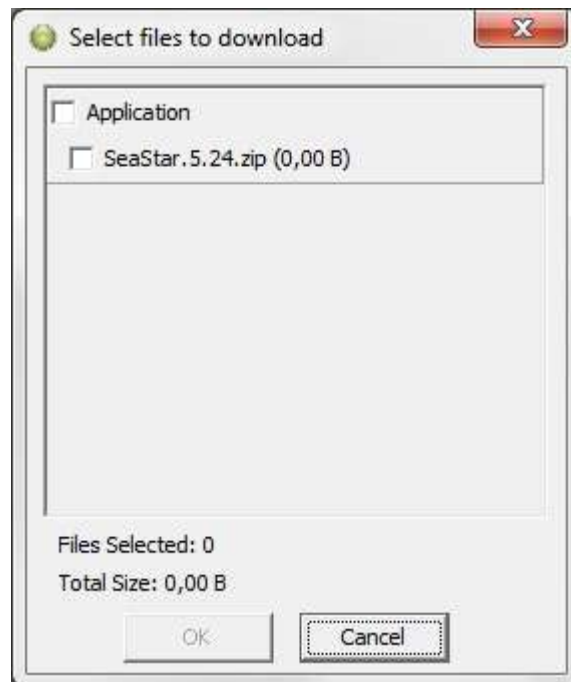 Select files to download
Application
SeaStar.5.24.zip (0,00 B)
Files Selected: 0
Total Size: 0,00 B
OK
Cancel